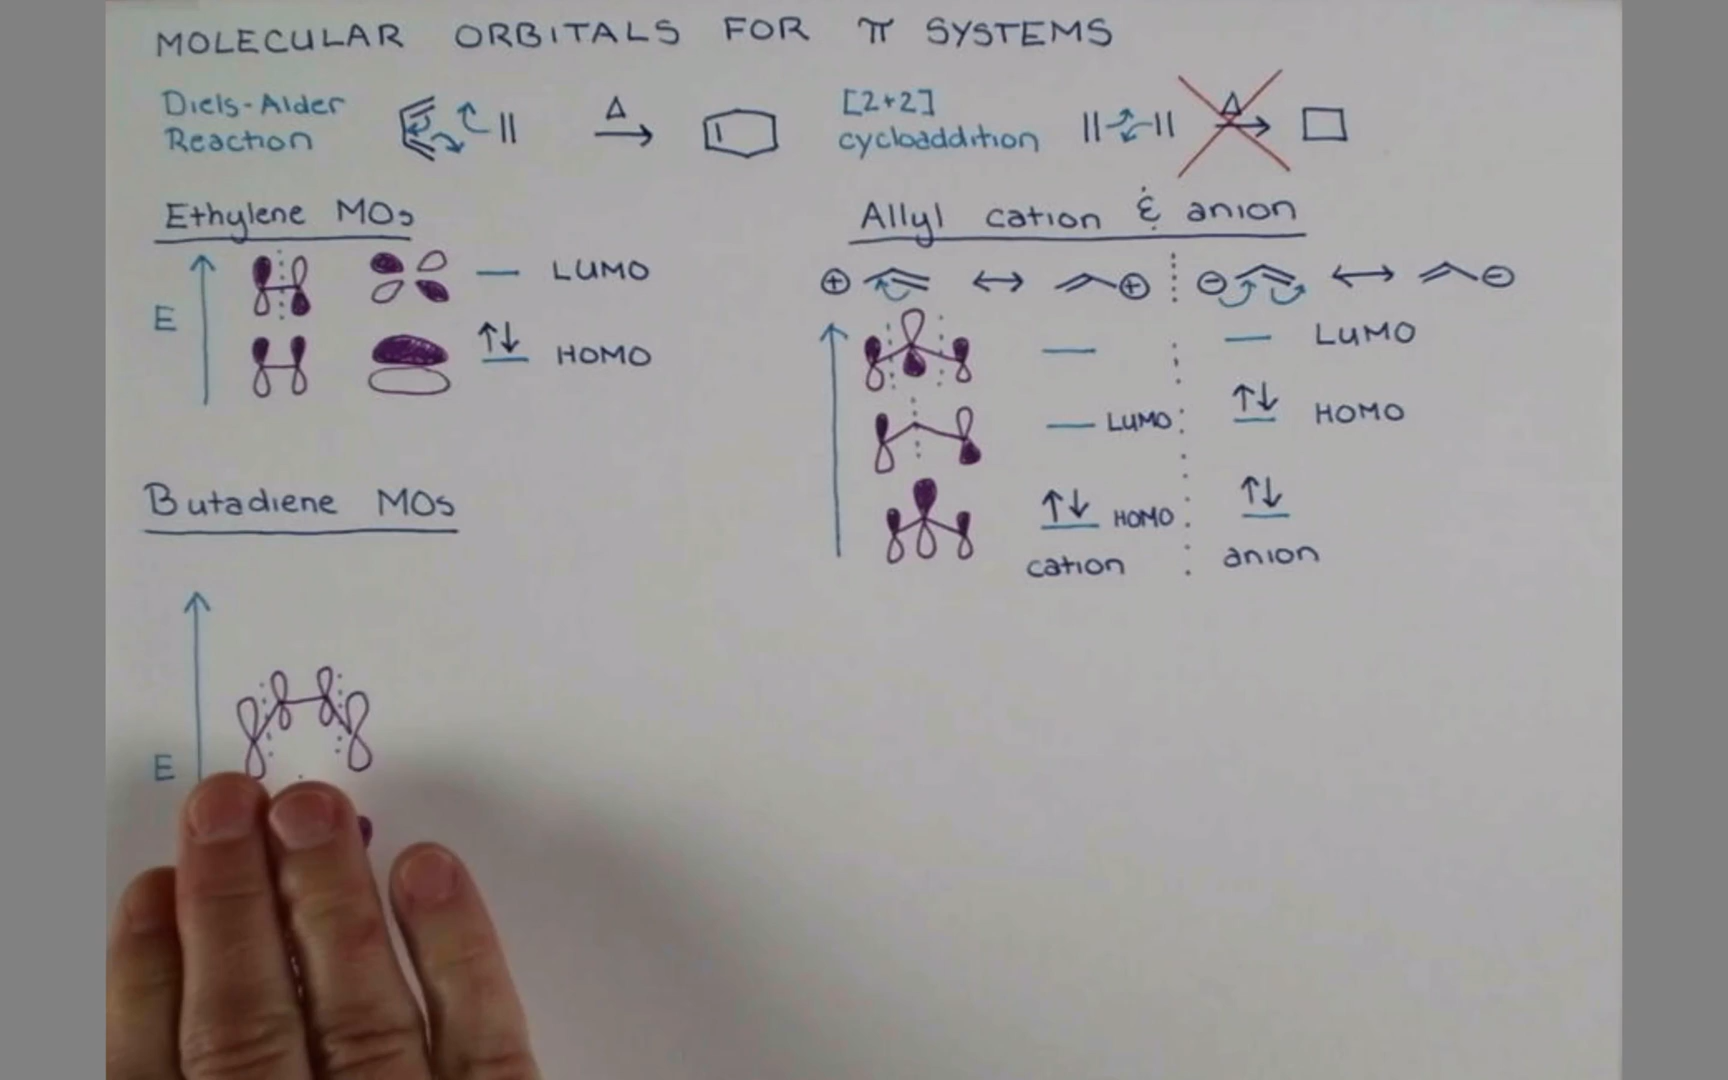 MOLECULAR ORBITALS FOR π SYSTEMS
Diels-Alder
Reaction
Δ
[2+2]
cycloaddition
Δ
Ethylene MOs
E
LUMO
HOMO
Allyl cation & anion
⊕ ⊕ ⊖ ⊖
LUMO
LUMO HOMO
HOMO
cation anion
Butadiene MOs
E